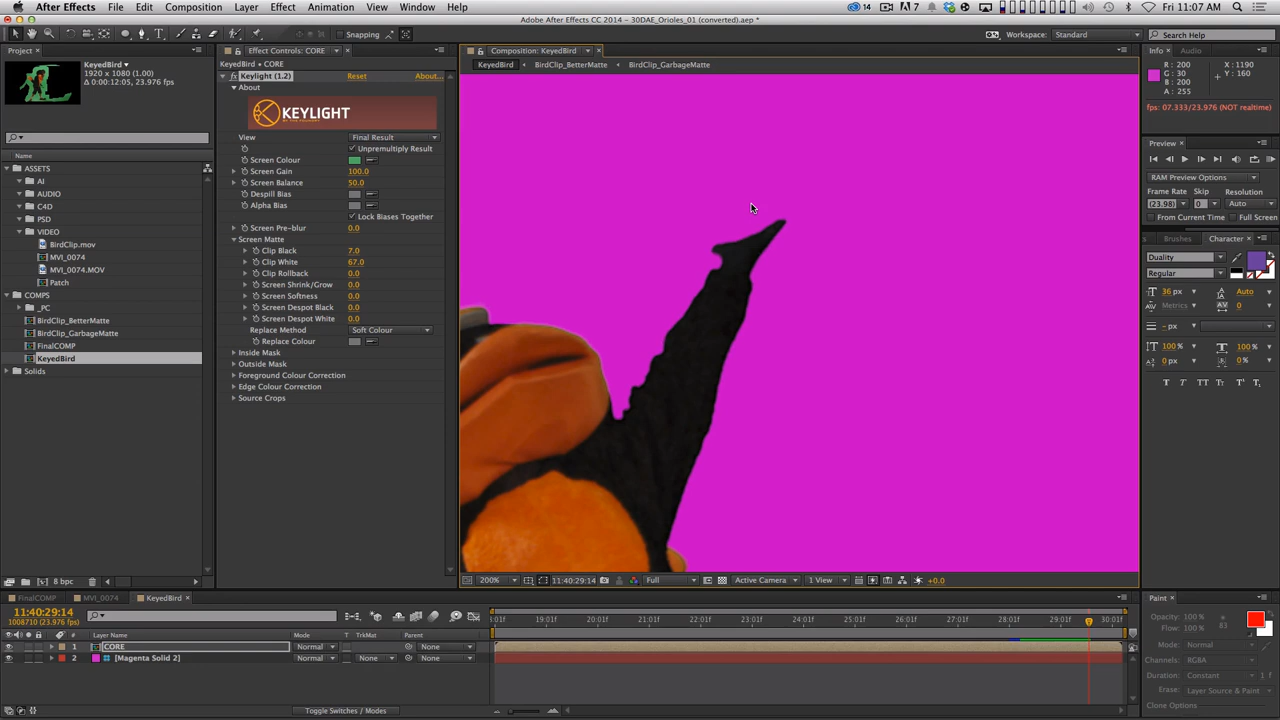 After Effects File Edit Composition Layer Effect Animation View Window Help 14 7 Fri 11:07 AM
Adobe After Effects CC 2014 - 30DAE_Orioles_01 (converted).aep *
Snapping Workspace: Standard Search Help
Project
KeyedBird
1920 x 1080 (1.00)
Δ 0:00:12:05, 23.976 fps
Name
ASSETS
AI
AUDIO
C4D
PSD
VIDEO
BirdClip.mov
MVI_0074
MVI_0074.MOV
Patch
COMPS
_PC
BirdClip_BetterMatte
BirdClip_GarbageMatte
FinalCOMP
KeyedBird
Solids
8 bpc
Effect Controls: CORE
KeyedBird • CORE
fx Keylight (1.2) Reset About...
About
KEYLIGHT
View Final Result
Unpremultiply Result
Screen Colour
Screen Gain 100.0
Screen Balance 50.0
Despill Bias
Alpha Bias
Lock Biases Together
Screen Pre-blur 0.0
Screen Matte
Clip Black 7.0
Clip White 67.0
Clip Rollback 0.0
Screen Shrink/Grow 0.0
Screen Softness 0.0
Screen Despot Black 0.0
Screen Despot White 0.0
Replace Method Soft Colour
Replace Colour
Inside Mask
Outside Mask
Foreground Colour Correction
Edge Colour Correction
Source Crops
Composition: KeyedBird
KeyedBird BirdClip_BetterMatte BirdClip_GarbageMatte
200% 11:40:29:14 Full Active Camera 1 View +0.0
Info Audio
R : 200
G : 30
B : 200
A : 255
X : 1190
Y : 160
fps: 07.333/23.976 (NOT realtime)
Preview
RAM Preview Options
Frame Rate Skip Resolution
(23.98) 0 Auto
From Current Time Full Screen
Brushes Character
Duality
Regular
36 px Auto
Metrics 0
- px
100% 100%
0 px 0%
T T TT Tr T' T,
FinalCOMP MVI_0074 KeyedBird
11:40:29:14
1008710 (23.976 fps)
# Layer Name Mode T TrkMat Parent
1 CORE Normal None
2 [Magenta Solid 2] Normal None None
:01f 20:01f 21:01f 22:01f 23:01f 24:01f 25:01f 26:01f 27:01f 28:01f 29:01f 30:01f
Toggle Switches / Modes
Paint
Opacity: 100 %
Flow: 100 % 83
Mode: Normal
Channels: RGBA
Duration: Constant 1 f
Erase: Layer Source & Paint
Clone Options